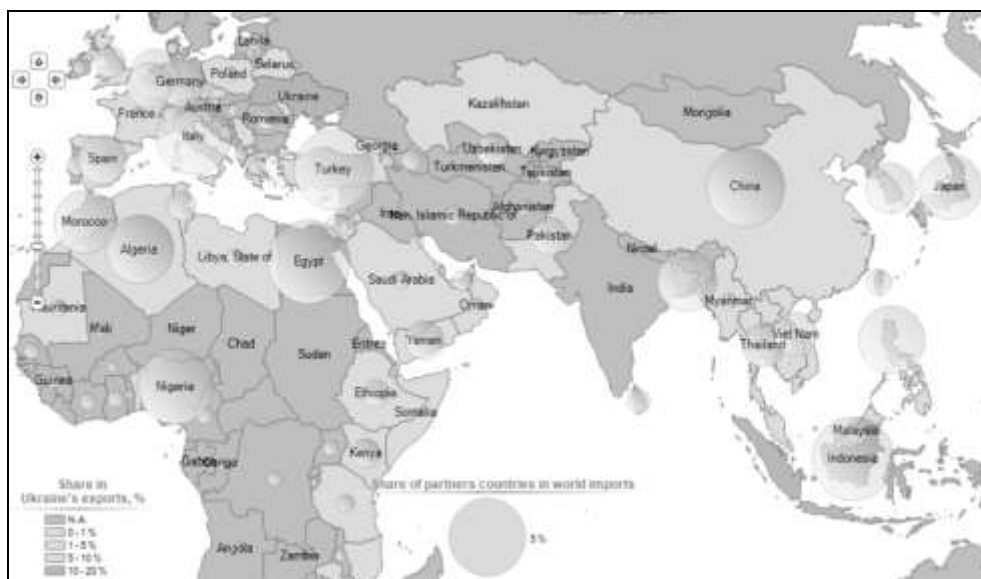 Latvia
Belarus
Poland
Germany
Ukraine
Austria
France
Romania
Italy
Kazakhstan
Mongolia
Spain
Georgia
Uzbekistan
Kyrgyzstan
Turkey
Turkmenistan
Tajikistan
China
Japan
Morocco
Algeria
Libya, State of
Egypt
Iran, Islamic Republic of
Afghanistan
Pakistan
Nepal
Saudi Arabia
India
Myanmar
Oman
Mauritania
Mali
Niger
Chad
Sudan
Eritrea
Yemen
Viet Nam
Thailand
Guinea
Nigeria
Ethiopia
Somalia
Kenya
Malaysia
Indonesia
Congo
Angola
Zambia
Share in
Ukraine's exports, %
N.A.
0 - 1 %
1 - 5 %
5 - 10 %
10 - 20 %
Share of partners countries in world imports
5 %